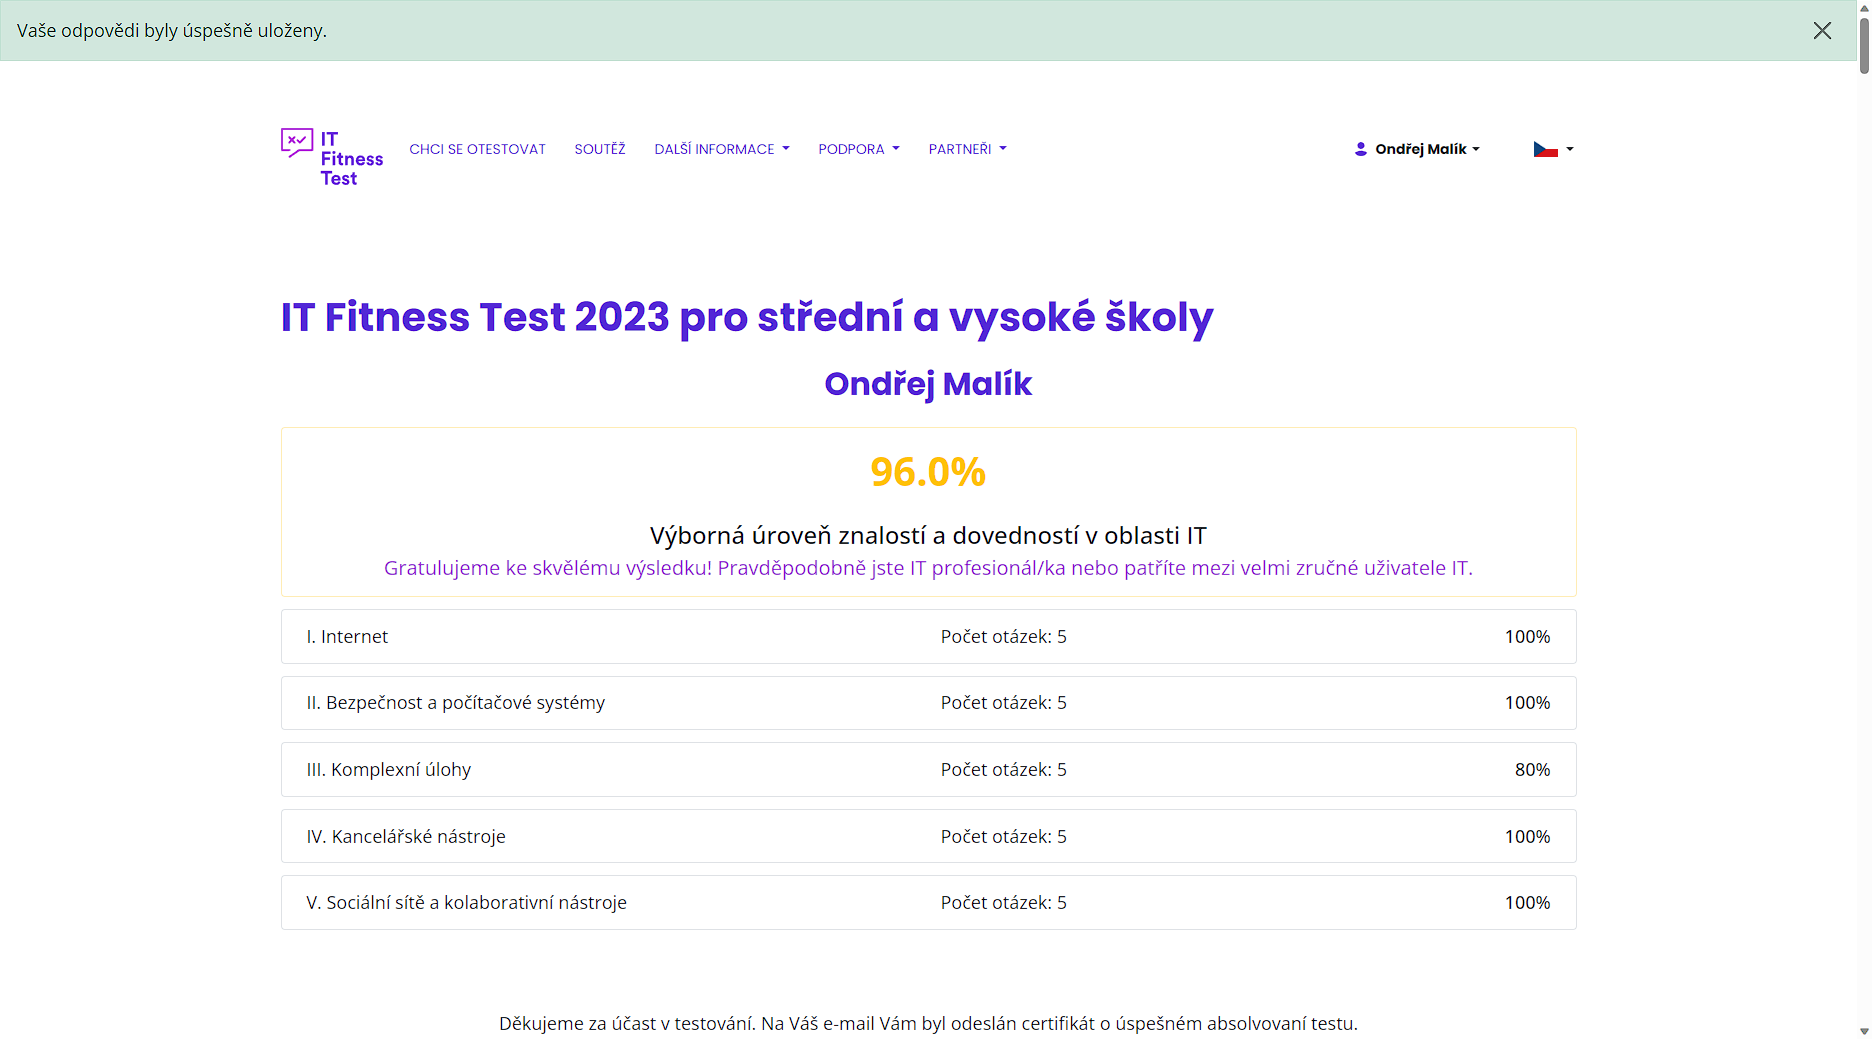 Vaše odpovědi byly úspešně uloženy.
IT
Fitness
Test
CHCI SE OTESTOVAT
SOUTĚŽ
DALŠÍ INFORMACE
PODPORA
PARTNEŘI
Ondřej Malík
IT Fitness Test 2023 pro střední a vysoké školy
Ondřej Malík
96.0%
Výborná úroveň znalostí a dovedností v oblasti IT
Gratulujeme ke skvělému výsledku! Pravděpodobně jste IT profesionál/ka nebo patříte mezi velmi zručné uživatele IT.
I. Internet Počet otázek: 5 100%
II. Bezpečnost a počítačové systémy Počet otázek: 5 100%
III. Komplexní úlohy Počet otázek: 5 80%
IV. Kancelářské nástroje Počet otázek: 5 100%
V. Sociální sítě a kolaborativní nástroje Počet otázek: 5 100%
Děkujeme za účast v testování. Na Váš e-mail Vám byl odeslán certifikát o úspešném absolvovaní testu.